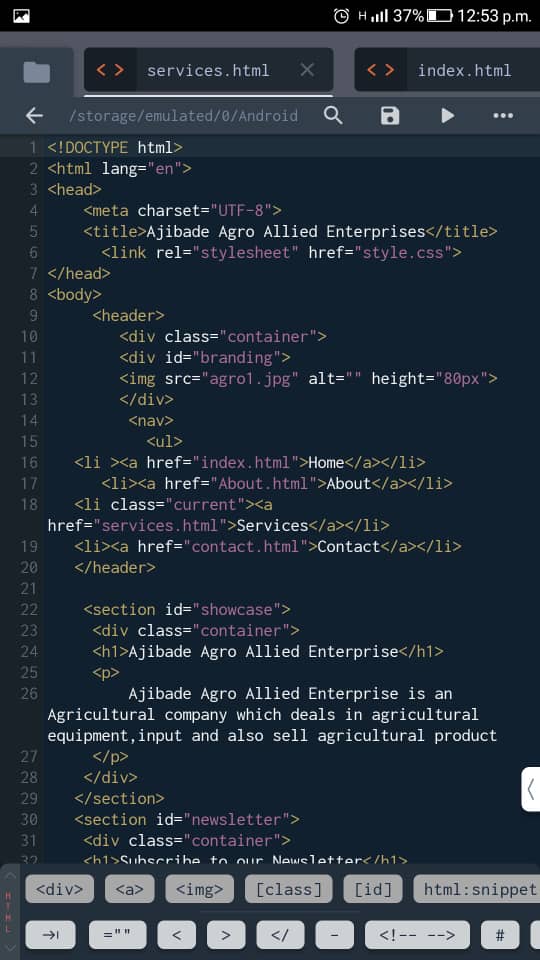 H 37% 12:53 p.m.
< > services.html × < > index.html
/storage/emulated/0/Android
1 <!DOCTYPE html>
2 <html lang="en">
3 <head>
4 <meta charset="UTF-8">
5 <title>Ajibade Agro Allied Enterprises</title>
6 <link rel="stylesheet" href="style.css">
7 </head>
8 <body>
9 <header>
10 <div class="container">
11 <div id="branding">
12 <img src="agro1.jpg" alt="" height="80px">
13 </div>
14 <nav>
15 <ul>
16 <li ><a href="index.html">Home</a></li>
17 <li><a href="About.html">About</a></li>
18 <li class="current"><a
href="services.html">Services</a></li>
19 <li><a href="contact.html">Contact</a></li>
20 </header>
21
22 <section id="showcase">
23 <div class="container">
24 <h1>Ajibade Agro Allied Enterprise</h1>
25 <p>
26 Ajibade Agro Allied Enterprise is an
Agricultural company which deals in agricultural
equipment,input and also sell agricultural product
27 </p>
28 </div>
29 </section>
30 <section id="newsletter">
31 <div class="container">
32 <h1>Subscribe to our Newsletter</h1>
HTML
<div> <a> <img> [class] [id] html:snippet
="" < > </ - <!-- --> #